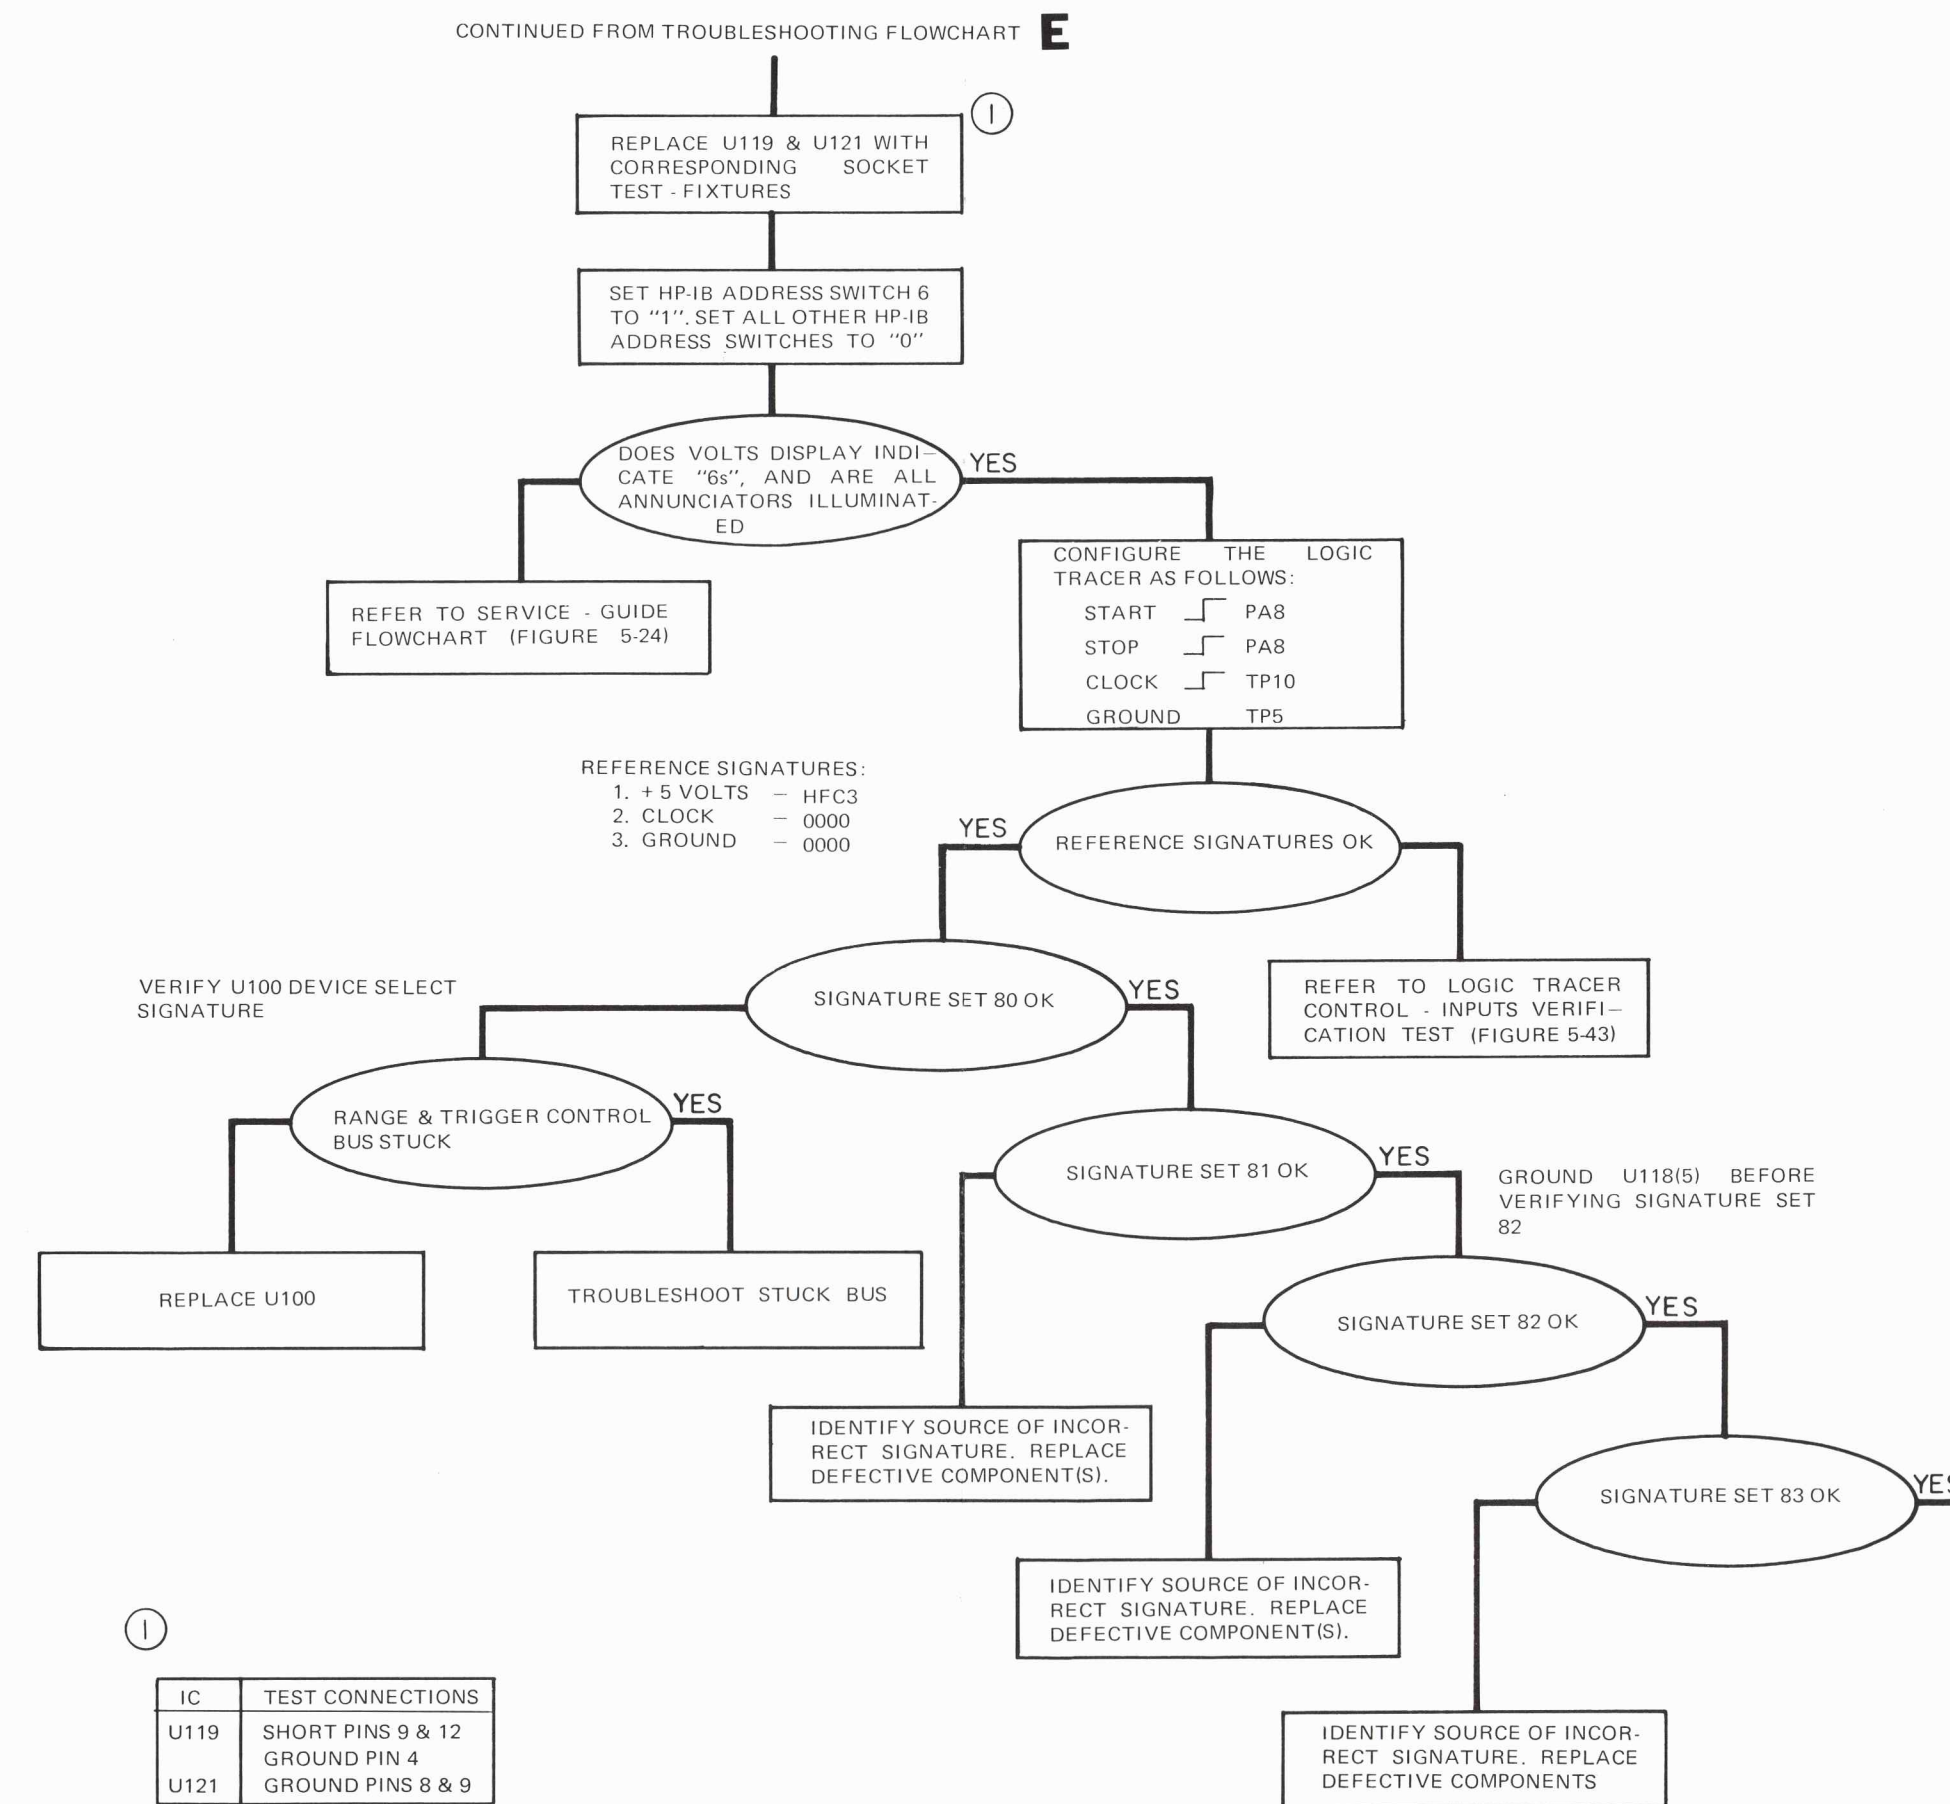 CONTINUED FROM TROUBLESHOOTING FLOWCHART E
1
REPLACE U119 & U121 WITH
CORRESPONDING SOCKET
TEST - FIXTURES
SET HP-IB ADDRESS SWITCH 6
TO "1". SET ALL OTHER HP-IB
ADDRESS SWITCHES TO "0"
DOES VOLTS DISPLAY INDI–
CATE "6s", AND ARE ALL
ANNUNCIATORS ILLUMINAT-
ED
YES
REFER TO SERVICE - GUIDE
FLOWCHART (FIGURE 5-24)
CONFIGURE THE LOGIC
TRACER AS FOLLOWS:
START PA8
STOP PA8
CLOCK TP10
GROUND TP5
REFERENCE SIGNATURES:
1. + 5 VOLTS – HFC3
2. CLOCK – 0000
3. GROUND – 0000
YES
REFERENCE SIGNATURES OK
REFER TO LOGIC TRACER
CONTROL - INPUTS VERIFI–
CATION TEST (FIGURE 5-43)
VERIFY U100 DEVICE SELECT
SIGNATURE
SIGNATURE SET 80 OK
YES
RANGE & TRIGGER CONTROL
BUS STUCK
YES
REPLACE U100
TROUBLESHOOT STUCK BUS
SIGNATURE SET 81 OK
YES
GROUND U118(5) BEFORE
VERIFYING SIGNATURE SET
82
IDENTIFY SOURCE OF INCOR-
RECT SIGNATURE. REPLACE
DEFECTIVE COMPONENT(S).
SIGNATURE SET 82 OK
YES
IDENTIFY SOURCE OF INCOR-
RECT SIGNATURE. REPLACE
DEFECTIVE COMPONENT(S).
SIGNATURE SET 83 OK
YES
IDENTIFY SOURCE OF INCOR-
RECT SIGNATURE. REPLACE
DEFECTIVE COMPONENTS
1
IC TEST CONNECTIONS
U119 SHORT PINS 9 & 12
GROUND PIN 4
U121 GROUND PINS 8 & 9